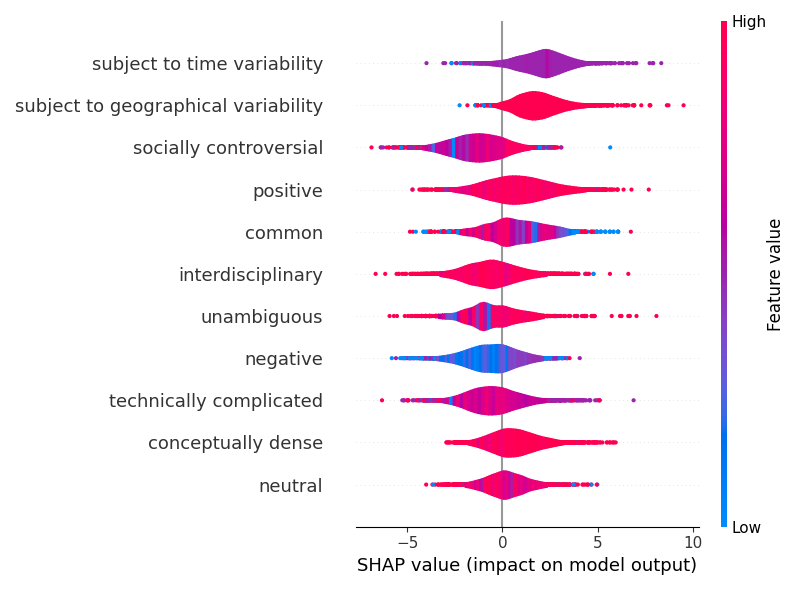 High
subject to time variability
subject to geographical variability
socially controversial
positive
common
interdisciplinary
unambiguous
negative
technically complicated
conceptually dense
neutral
Feature value
Low
−5 0 5 10
SHAP value (impact on model output)